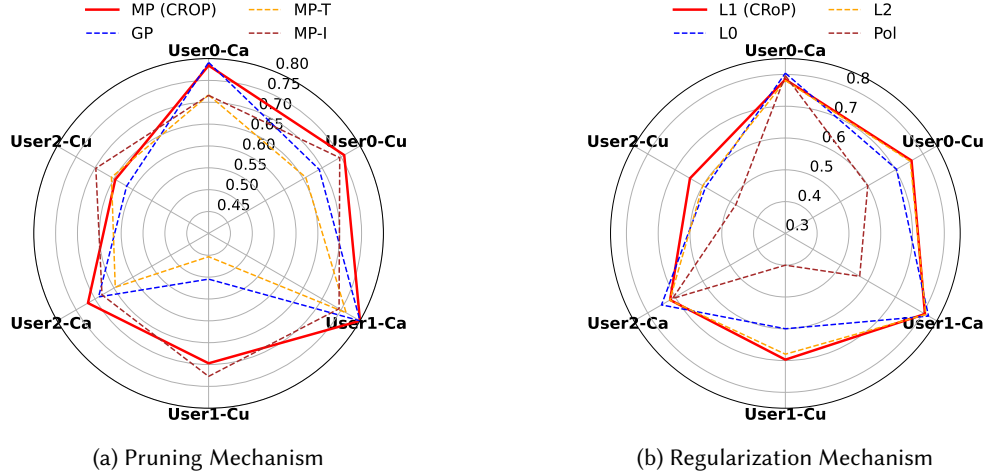 MP (CROP)
GP
MP-T
MP-I
User0-Ca
User0-Cu
User1-Ca
User1-Cu
User2-Ca
User2-Cu
0.80
0.75
0.70
0.65
0.60
0.55
0.50
0.45
(a) Pruning Mechanism
L1 (CRoP)
L0
L2
PoI
User0-Ca
User0-Cu
User1-Ca
User1-Cu
User2-Ca
User2-Cu
0.8
0.7
0.6
0.5
0.4
0.3
(b) Regularization Mechanism